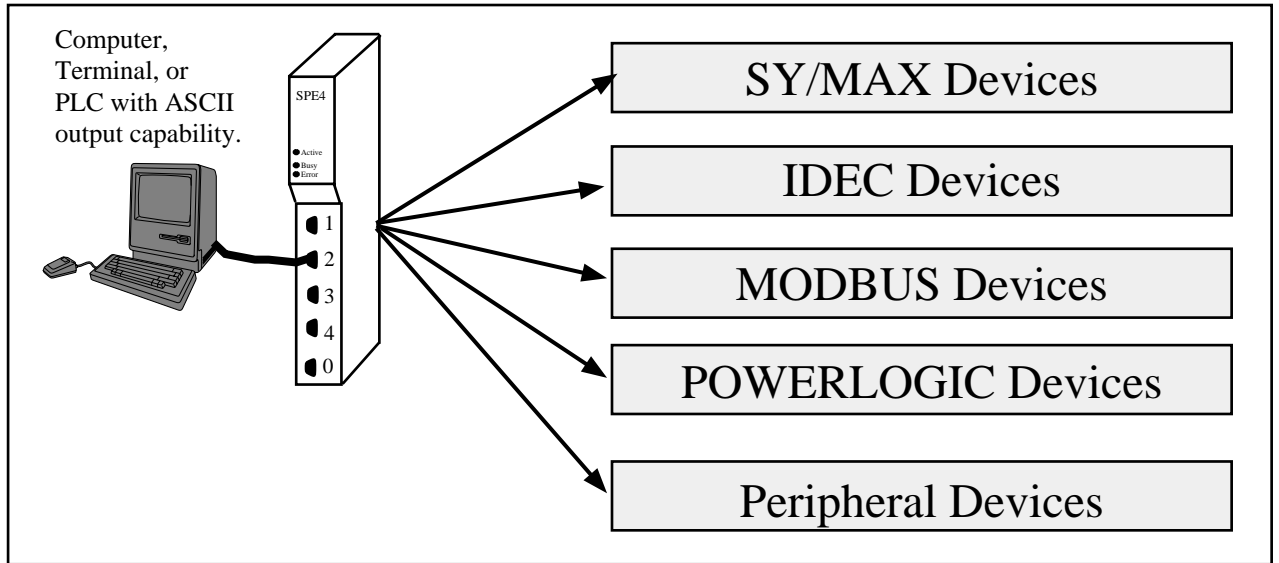 Computer,
Terminal, or
PLC with ASCII
output capability.
SPE4
Active
Busy
Error
1
2
3
4
0
SY/MAX Devices
IDEC Devices
MODBUS Devices
POWERLOGIC Devices
Peripheral Devices